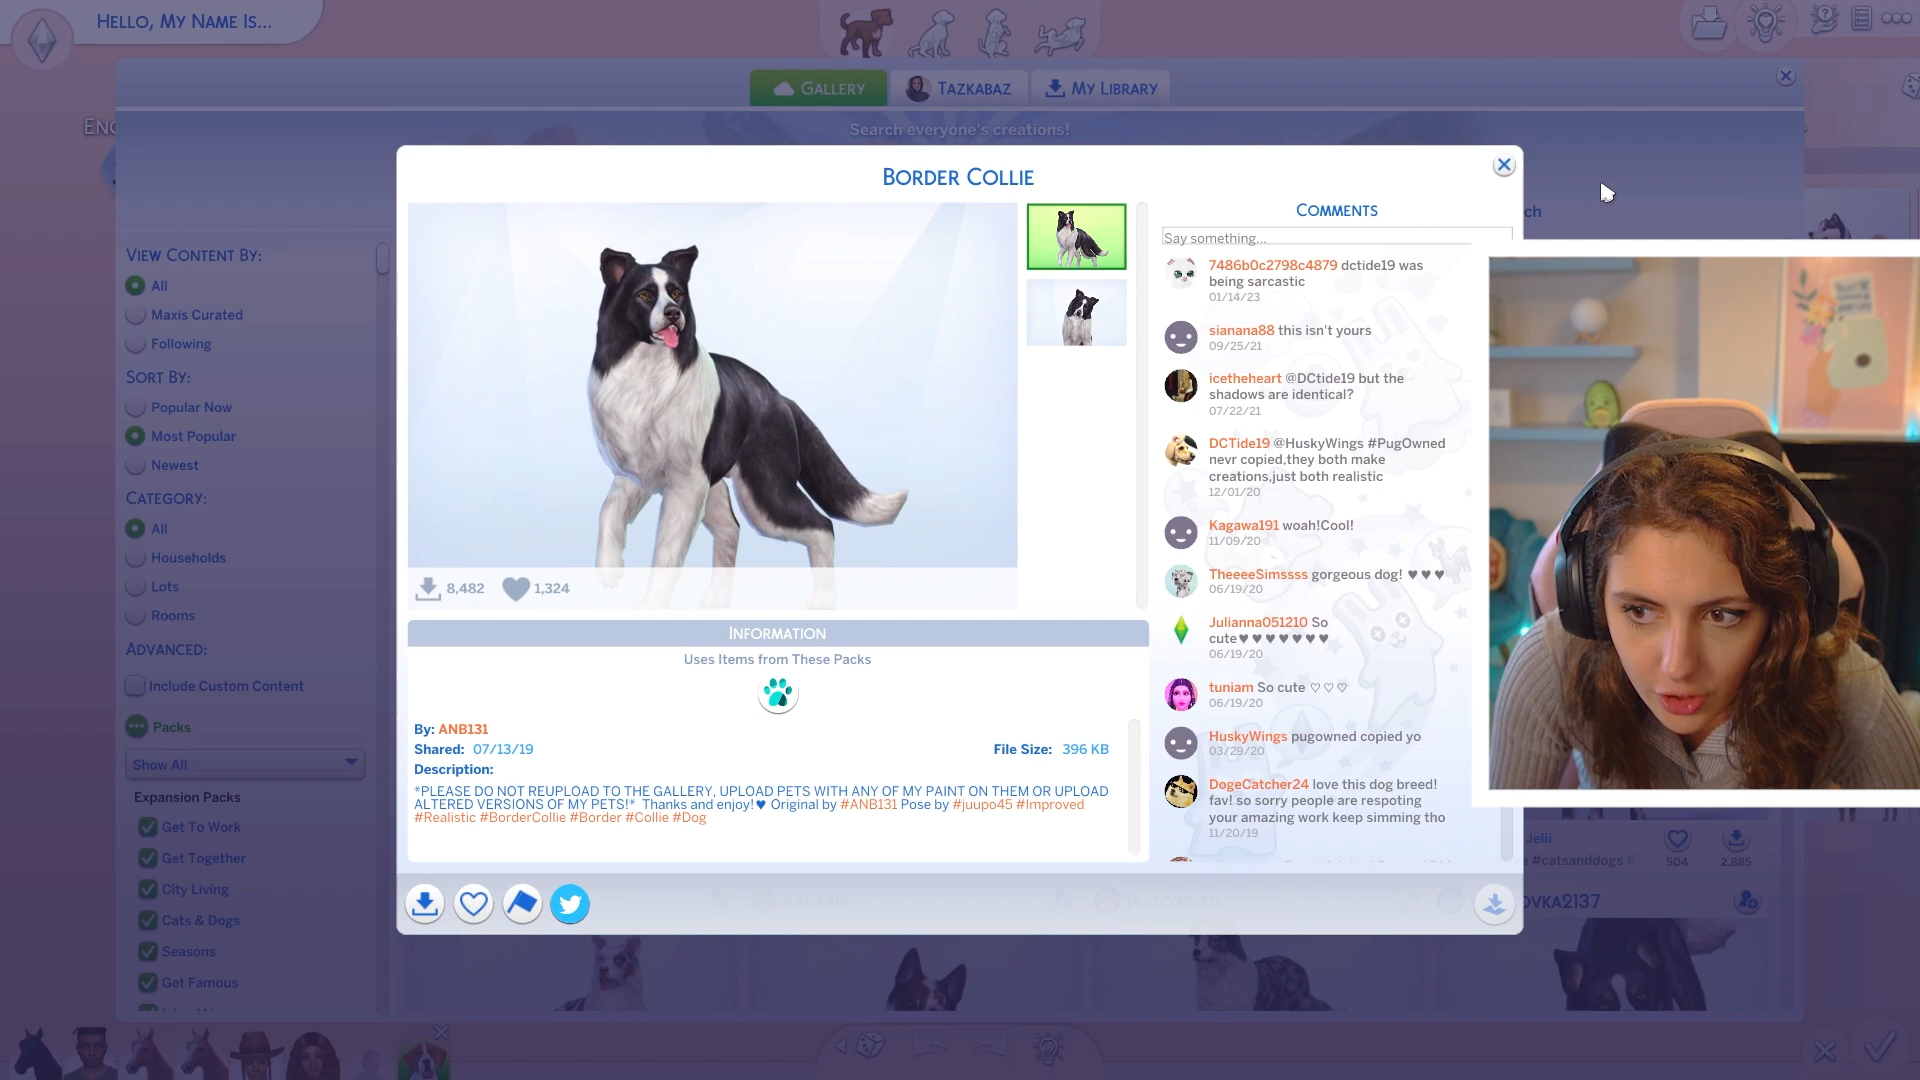 Hello, My Name Is...
Gallery
Tazkabaz
My Library
Search everyone's creations!
Border Collie
View Content By:
All
Maxis Curated
Following
Sort By:
Popular Now
Most Popular
Newest
Category:
All
Households
Lots
Rooms
Advanced:
Include Custom Content
Packs
Show All
Expansion Packs
Get To Work
Get Together
City Living
Cats & Dogs
Seasons
Get Famous
8,482
1,324
Information
Uses Items from These Packs
By: ANB131
Shared: 07/13/19
File Size: 396 KB
Description:
*PLEASE DO NOT REUPLOAD TO THE GALLERY, UPLOAD PETS WITH ANY OF MY PAINT ON THEM OR UPLOAD
ALTERED VERSIONS OF MY PETS!* Thanks and enjoy!♥ Original by #ANB131 Pose by #juupo45 #Improved
#Realistic #BorderCollie #Border #Collie #Dog
Comments
Say something...
7486b0c2798c4879 dctide19 was
being sarcastic
01/14/23
sianana88 this isn't yours
09/25/21
icetheheart @DCtide19 but the
shadows are identical?
07/22/21
DCTide19 @HuskyWings #PugOwned
nevr copied,they both make
creations,just both realistic
12/01/20
Kagawa191 woah!Cool!
11/09/20
TheeeeSimssss gorgeous dog! ♥ ♥ ♥
06/19/20
Julianna051210 So
cute♥♥♥♥♥♥♥
06/19/20
tuniam So cute ♡ ♡ ♡
06/19/20
HuskyWings pugowned copied yo
03/29/20
DogeCatcher24 love this dog breed!
fav! so sorry people are respoting
your amazing work keep simming tho
11/20/19
Jelli
#catsanddogs
504
2,885
Asharia
Pugowned
ovka2137